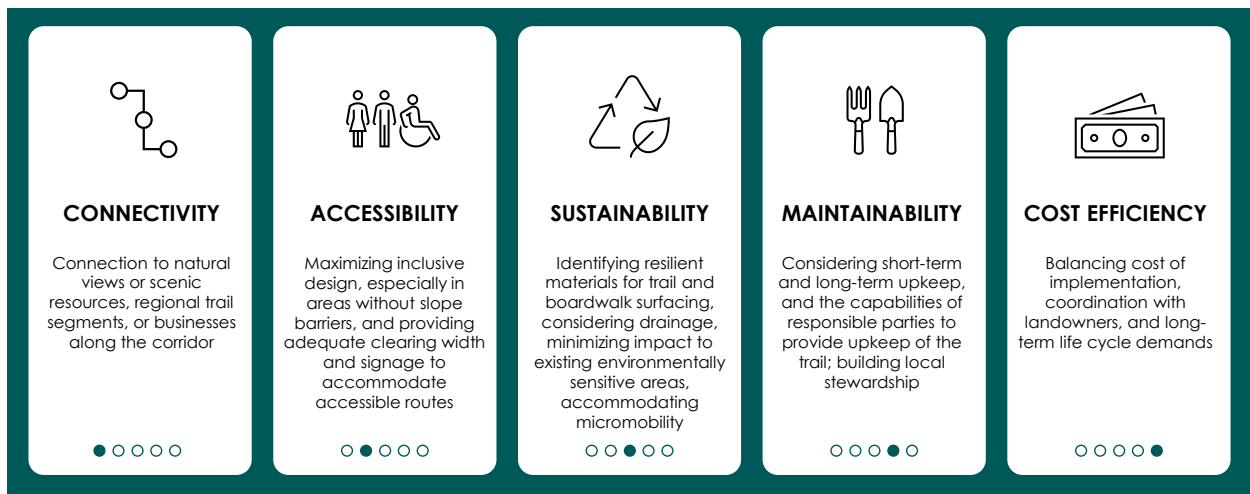 CONNECTIVITY
Connection to natural
views or scenic
resources, regional trail
segments, or businesses
along the corridor
ACCESSIBILITY
Maximizing inclusive
design, especially in
areas without slope
barriers, and providing
adequate clearing width
and signage to
accommodate
accessible routes
SUSTAINABILITY
Identifying resilient
materials for trail and
boardwalk surfacing,
considering drainage,
minimizing impact to
existing environmentally
sensitive areas,
accommodating
micromobility
MAINTAINABILITY
Considering short-term
and long-term upkeep,
and the capabilities of
responsible parties to
provide upkeep of the
trail; building local
stewardship
COST EFFICIENCY
Balancing cost of
implementation,
coordination with
landowners, and long-
term life cycle demands